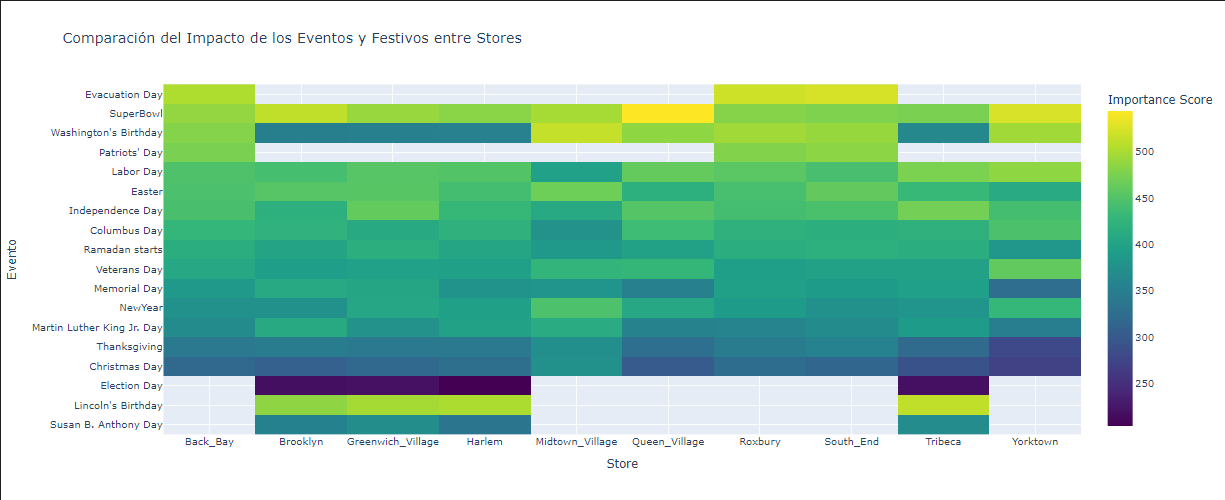 Comparación del Impacto de los Eventos y Festivos entre Stores
Importance Score
Evento
Evacuation Day
SuperBowl
Washington's Birthday
Patriots' Day
Labor Day
Easter
Independence Day
Columbus Day
Ramadan starts
Veterans Day
Memorial Day
NewYear
Martin Luther King Jr. Day
Thanksgiving
Christmas Day
Election Day
Lincoln's Birthday
Susan B. Anthony Day
Back_Bay Brooklyn Greenwich_Village Harlem Midtown_Village Queen_Village Roxbury South_End Tribeca Yorktown
Store
500
450
400
350
300
250